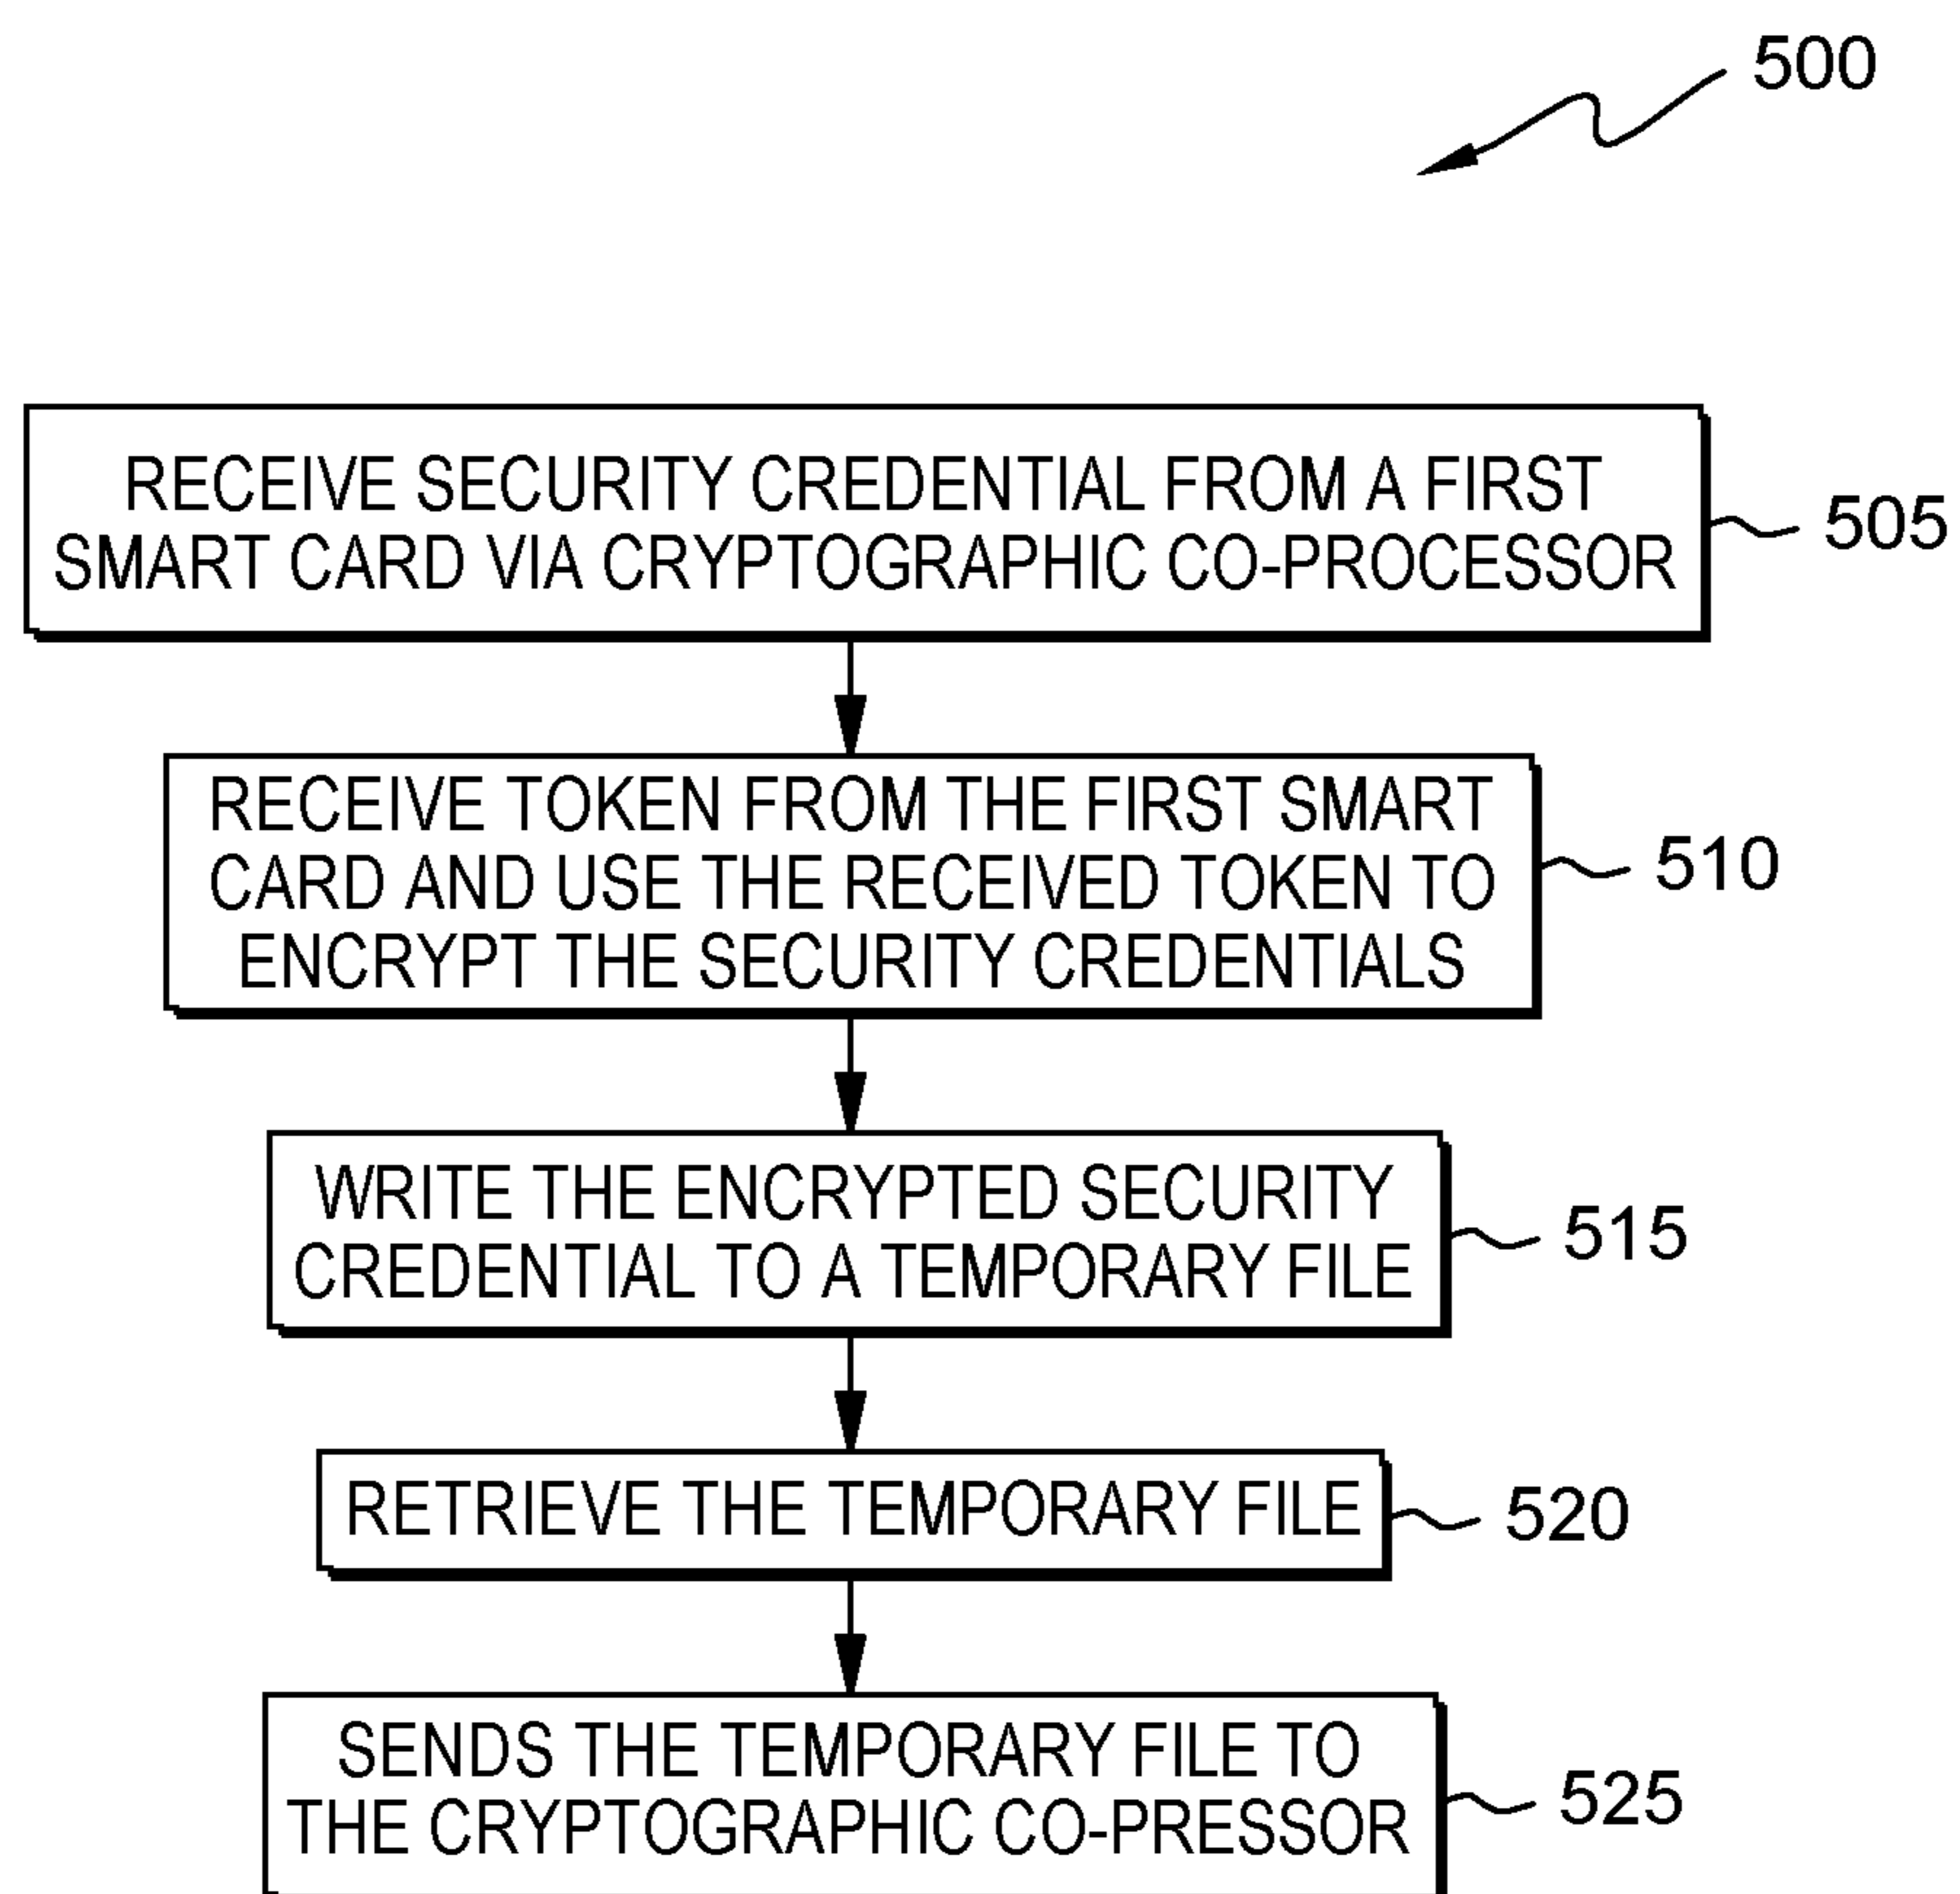 500
RECEIVE SECURITY CREDENTIAL FROM A FIRST
SMART CARD VIA CRYPTOGRAPHIC CO-PROCESSOR
505
RECEIVE TOKEN FROM THE FIRST SMART
CARD AND USE THE RECEIVED TOKEN TO
ENCRYPT THE SECURITY CREDENTIALS
510
WRITE THE ENCRYPTED SECURITY
CREDENTIAL TO A TEMPORARY FILE
515
RETRIEVE THE TEMPORARY FILE
520
SENDS THE TEMPORARY FILE TO
THE CRYPTOGRAPHIC CO-PRESSOR
525